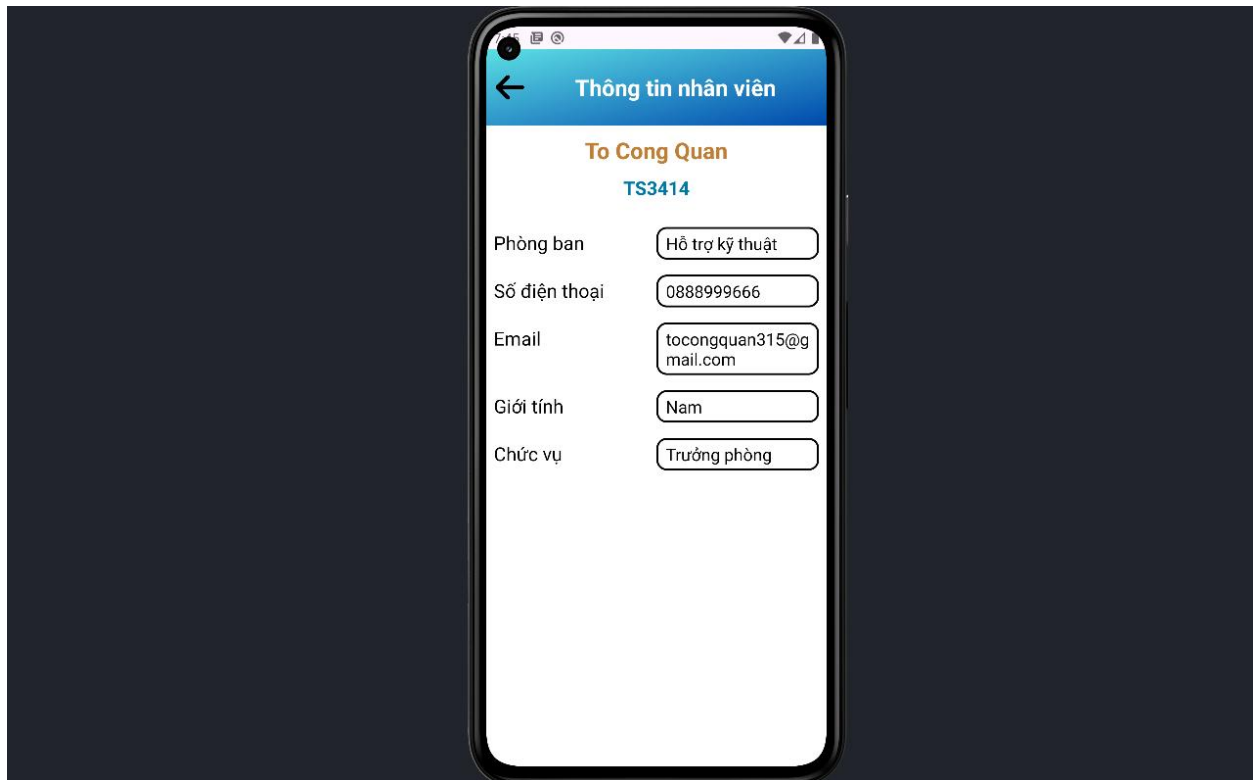 Thông tin nhân viên
To Cong Quan
TS3414
Phòng ban
Hỗ trợ kỹ thuật
Số điện thoại
0888999666
Email
tocongquan315@g
mail.com
Giới tính
Nam
Chức vụ
Trưởng phòng